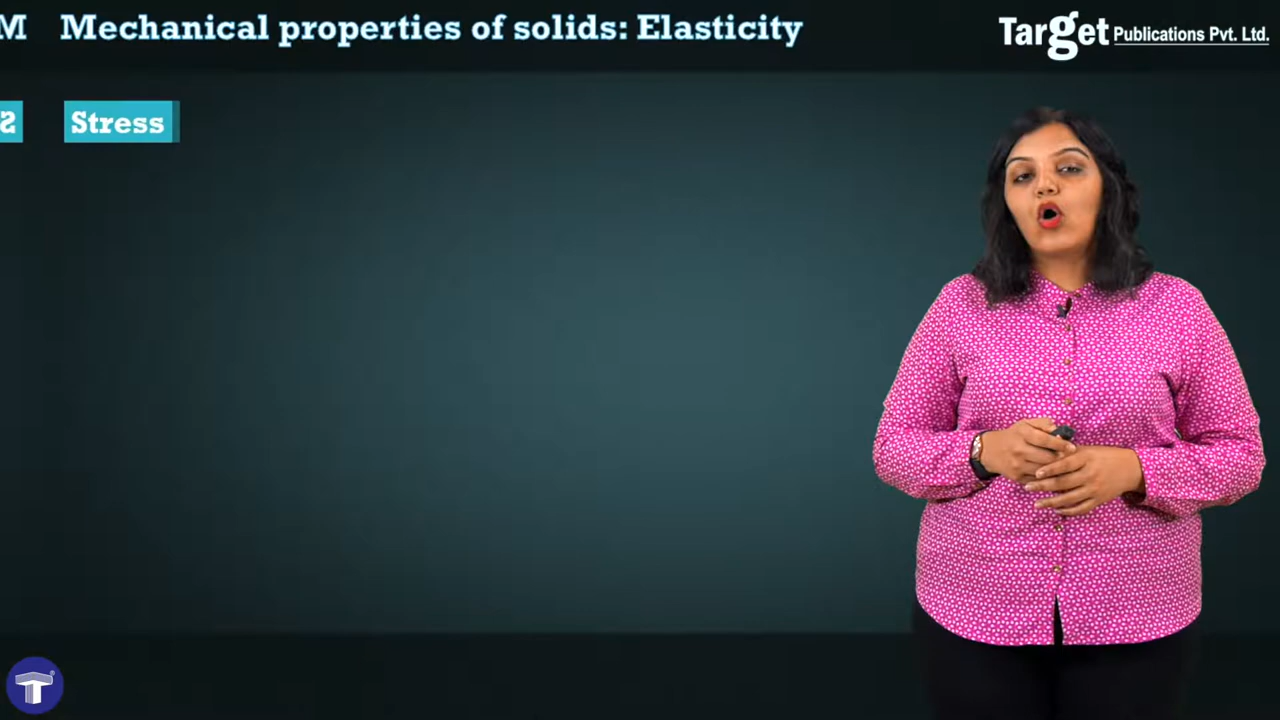 M Mechanical properties of solids: Elasticity
Target Publications Pvt. Ltd.
S Stress
T